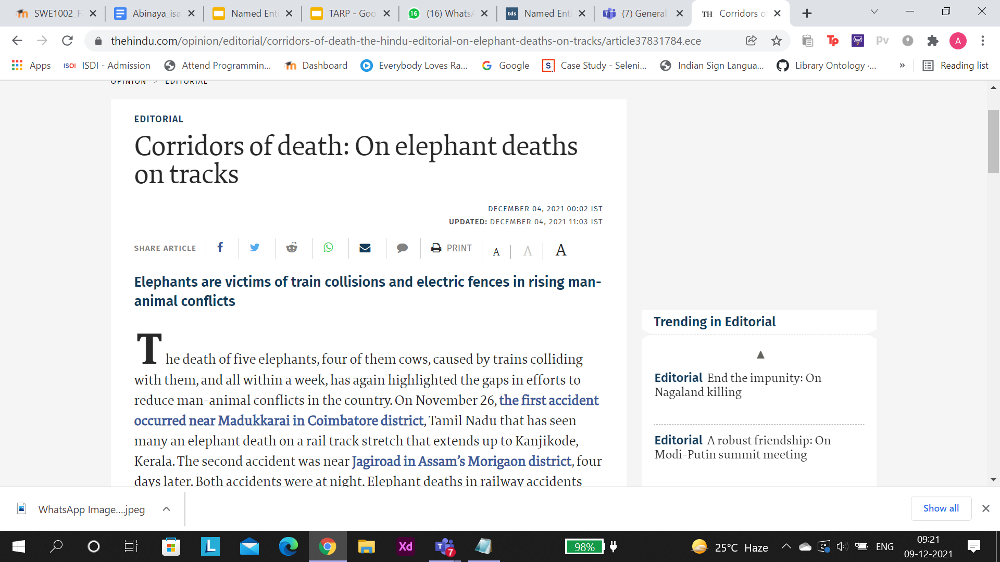 SWE1002_F
Abinaya_isa
Named Enti
TARP - Goo
(16) WhatsA
tds Named Enti
(7) General
TH Corridors o
thehindu.com/opinion/editorial/corridors-of-death-the-hindu-editorial-on-elephant-deaths-on-tracks/article37831784.ece
Tp
pv
A
Apps
ISDI ISDI - Admission
Attend Programmin...
Dashboard
Everybody Loves Ra...
Google
S Case Study - Seleni...
Indian Sign Langua...
Library Ontology ·...
»
Reading list
OPINION > EDITORIAL
EDITORIAL
Corridors of death: On elephant deaths
on tracks
DECEMBER 04, 2021 00:02 IST
UPDATED: DECEMBER 04, 2021 11:03 IST
SHARE ARTICLE
PRINT
A | A | A
Elephants are victims of train collisions and electric fences in rising man-
animal conflicts
The death of five elephants, four of them cows, caused by trains colliding
with them, and all within a week, has again highlighted the gaps in efforts to
reduce man-animal conflicts in the country. On November 26, the first accident
occurred near Madukkarai in Coimbatore district, Tamil Nadu that has seen
many an elephant death on a rail track stretch that extends up to Kanjikode,
Kerala. The second accident was near Jagiroad in Assam’s Morigaon district, four
days later. Both accidents were at night. Elephant deaths in railway accidents
Trending in Editorial
Editorial End the impunity: On
Nagaland killing
Editorial A robust friendship: On
Modi-Putin summit meeting
WhatsApp Image....jpeg
Show all
L
Xd
7
98%
25°C Haze
ENG
09:21
09-12-2021